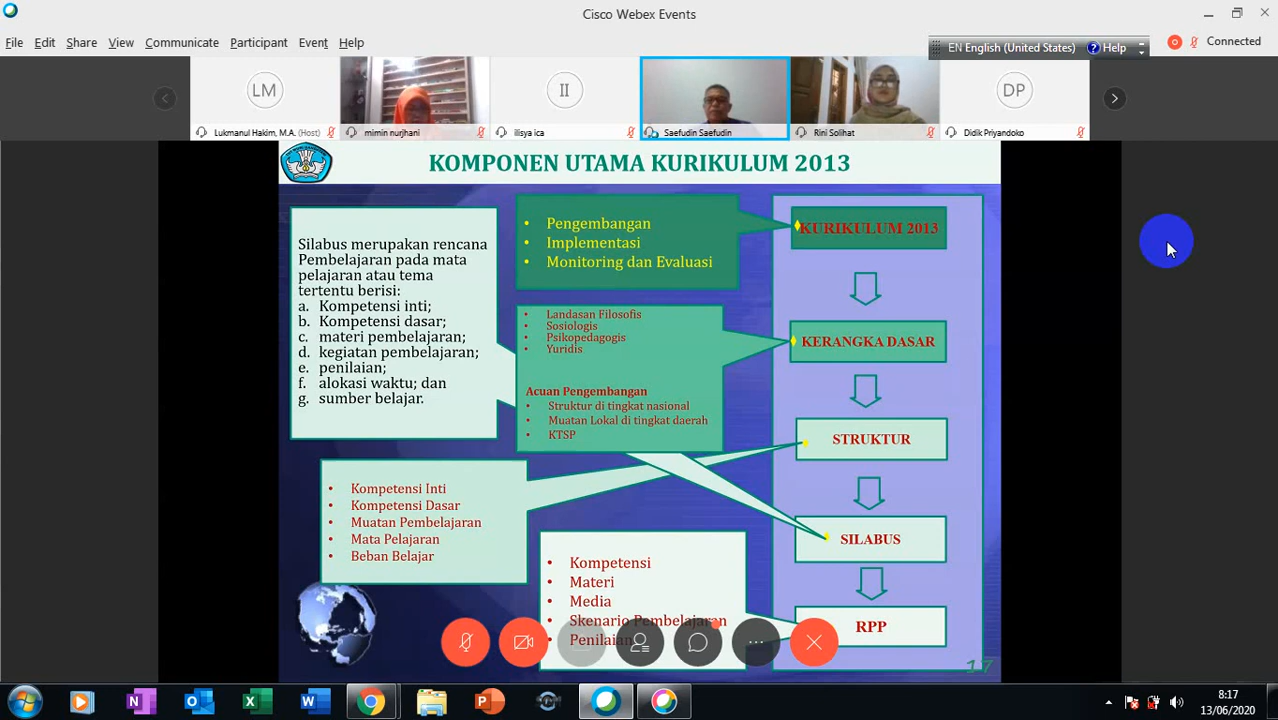 Cisco Webex Events
File Edit Share View Communicate Participant Event Help
EN English (United States) ? Help
Connected
LM
II
DP
Lukmanul Hakim, M.A. (Host)
mimin nurjhani
ilisya ica
Saefudin Saefudin
Rini Solihat
Didik Priyandoko
KOMPONEN UTAMA KURIKULUM 2013
Silabus merupakan rencana
Pembelajaran pada mata
pelajaran atau tema
tertentu berisi:
a. Kompetensi inti;
b. Kompetensi dasar;
c. materi pembelajaran;
d. kegiatan pembelajaran;
e. penilaian;
f. alokasi waktu; dan
g. sumber belajar.
• Pengembangan
• Implementasi
• Monitoring dan Evaluasi
• Landasan Filosofis
• Sosiologis
• Psikopedagogis
• Yuridis
Acuan Pengembangan
• Struktur di tingkat nasional
• Muatan Lokal di tingkat daerah
• KTSP
• Kompetensi Inti
• Kompetensi Dasar
• Muatan Pembelajaran
• Mata Pelajaran
• Beban Belajar
• Kompetensi
• Materi
• Media
• Skenario Pembelajaran
• Penilaian
KURIKULUM 2013
KERANGKA DASAR
STRUKTUR
SILABUS
RPP
17
8:17
13/06/2020